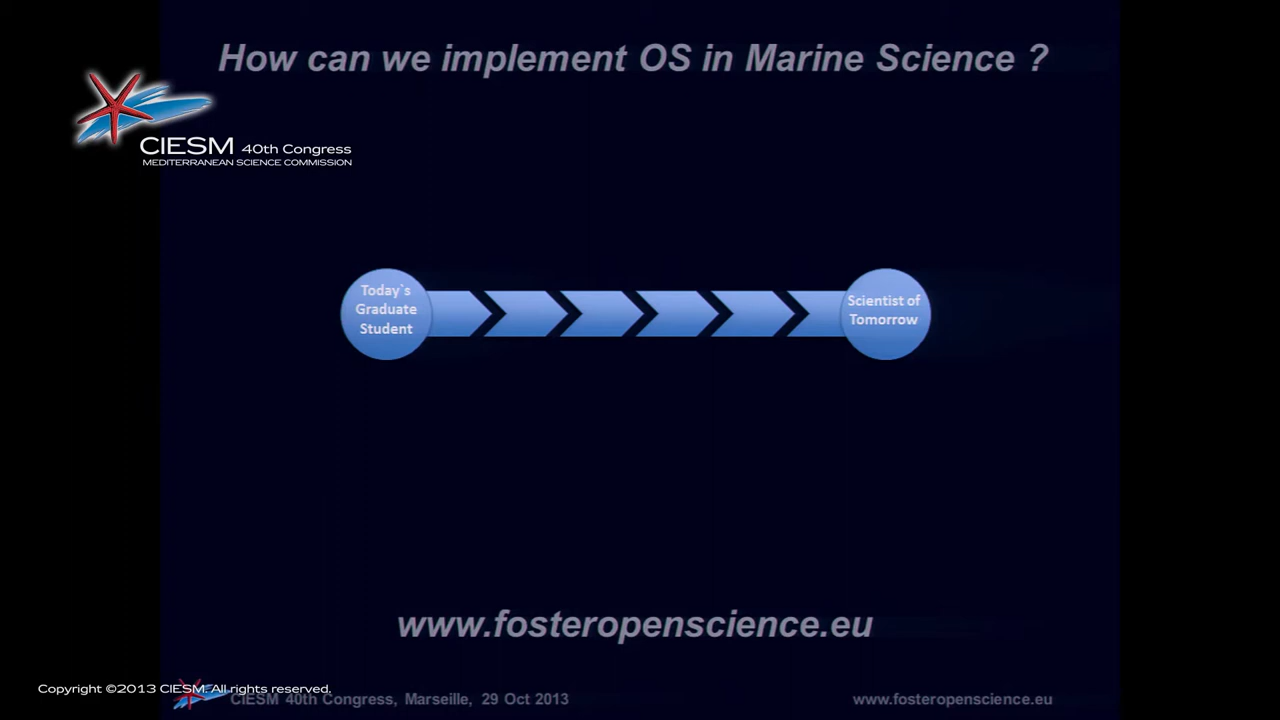 How can we implement OS in Marine Science ?
CIESM 40th Congress
MEDITERRANEAN SCIENCE COMMISSION
Today`s
Graduate
Student
Scientist of
Tomorrow
www.fosteropenscience.eu
Copyright ©2013 CIESM. All rights reserved.
CIESM 40th Congress, Marseille, 29 Oct 2013
www.fosteropenscience.eu